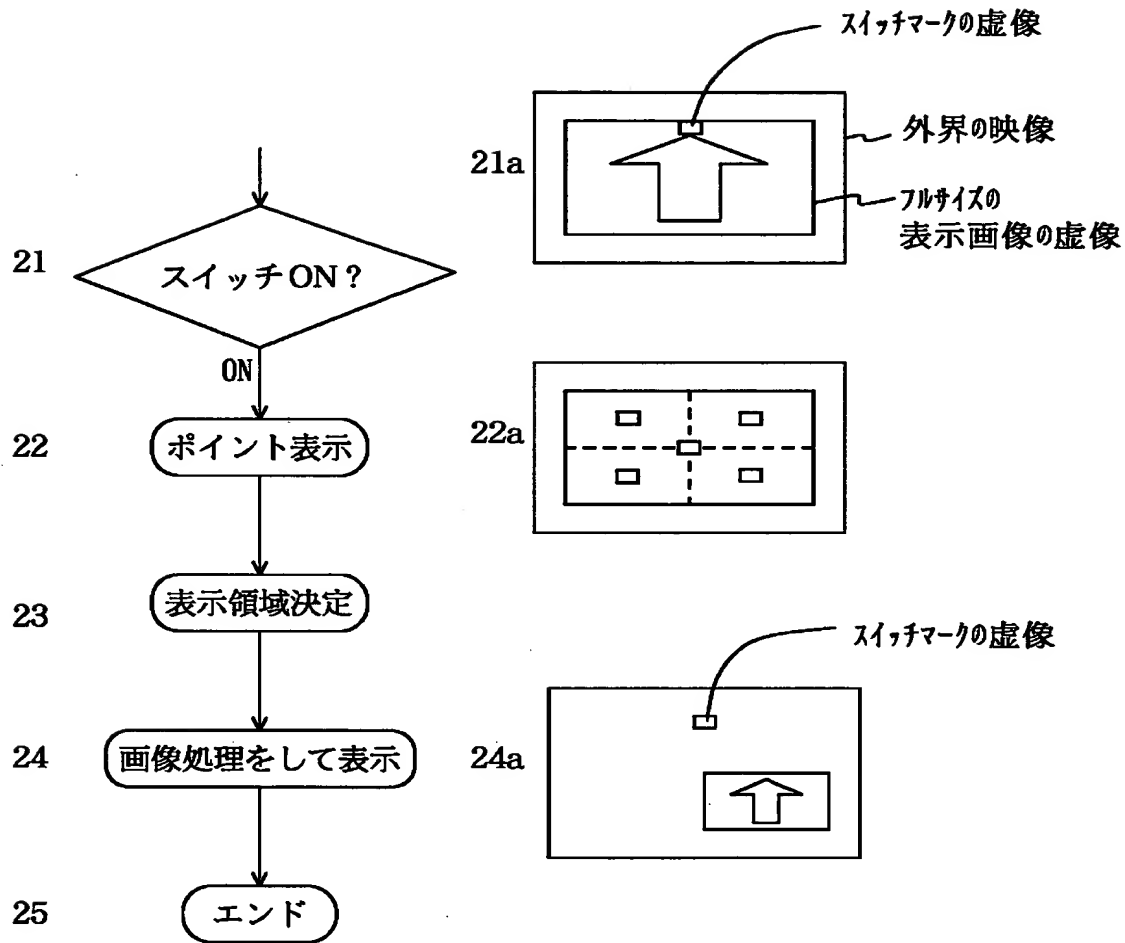 スイッチマークの虚像
外界の映像
21a
フルサイズの
表示画像の虚像
21
スイッチON？
ON
22
ポイント表示
22a
23
表示領域決定
スイッチマークの虚像
24
画像処理をして表示
24a
25
エンド